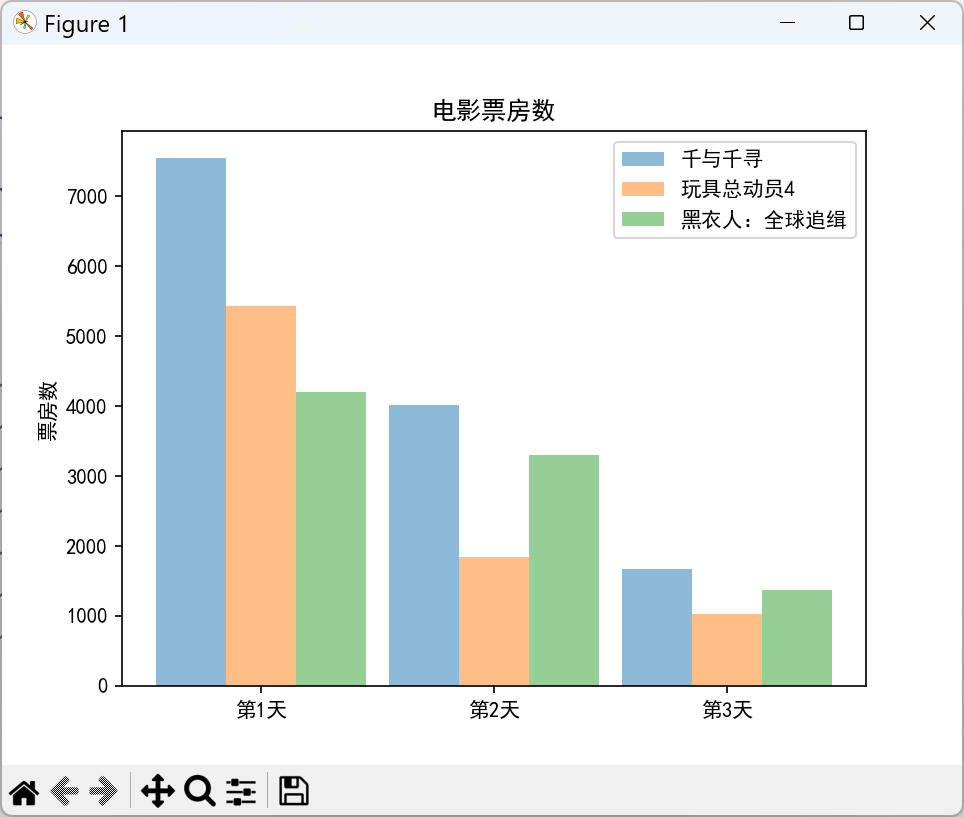 Figure 1
电影票房数
千与千寻
玩具总动员4
黑衣人：全球追缉
票房数
7000
6000
5000
4000
3000
2000
1000
0
第1天 第2天 第3天